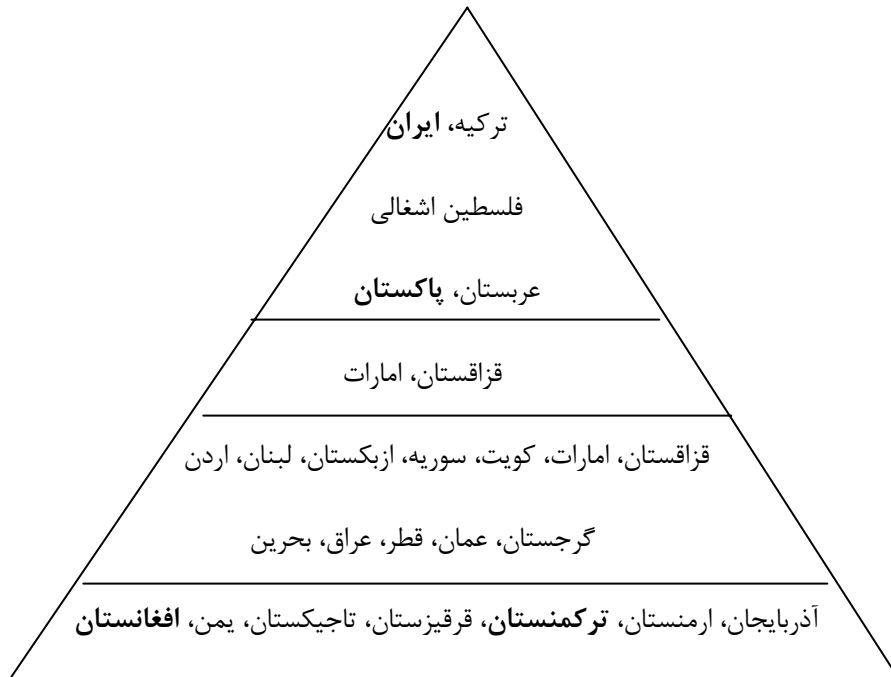 ترکیه، ایران
فلسطین اشغالی
عربستان، پاکستان
قزاقستان، امارات
قزاقستان، امارات، کویت، سوریه، ازبکستان، لبنان، اردن
گرجستان، عمان، قطر، عراق، بحرین
آذربایجان، ارمنستان، ترکمنستان، قرقیزستان، تاجیکستان، یمن، افغانستان